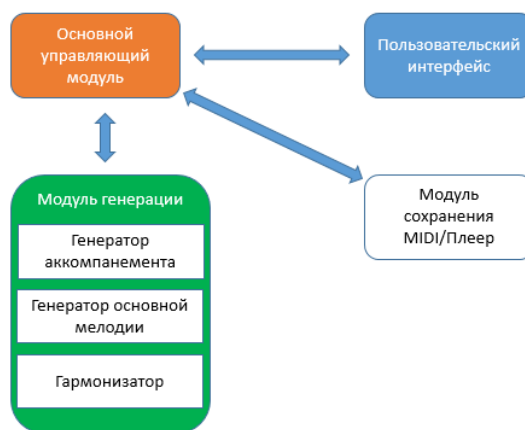 Основной
управляющий
модуль
Пользовательский
интерфейс
Модуль генерации
Генератор
аккомпанемента
Генератор основной
мелодии
Гармонизатор
Модуль
сохранения
MIDI/Плеер